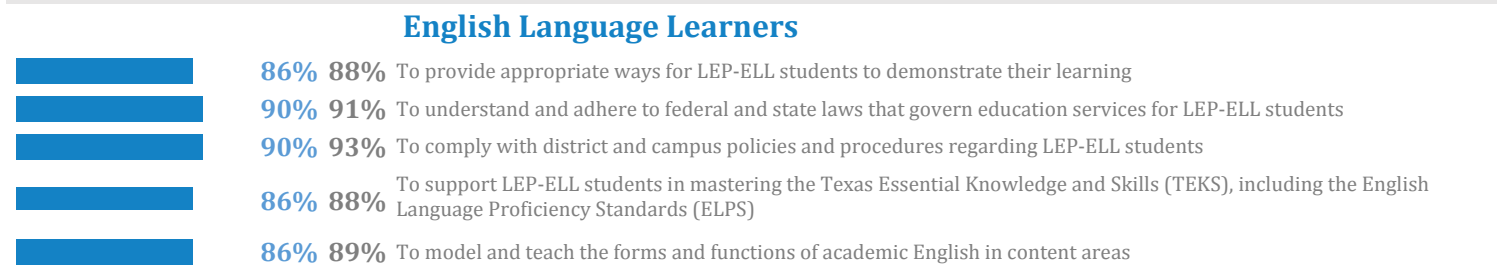 English Language Learners
86% 88% To provide appropriate ways for LEP-ELL students to demonstrate their learning
90% 91% To understand and adhere to federal and state laws that govern education services for LEP-ELL students
90% 93% To comply with district and campus policies and procedures regarding LEP-ELL students
86% 88% To support LEP-ELL students in mastering the Texas Essential Knowledge and Skills (TEKS), including the English
Language Proficiency Standards (ELPS)
86% 89% To model and teach the forms and functions of academic English in content areas